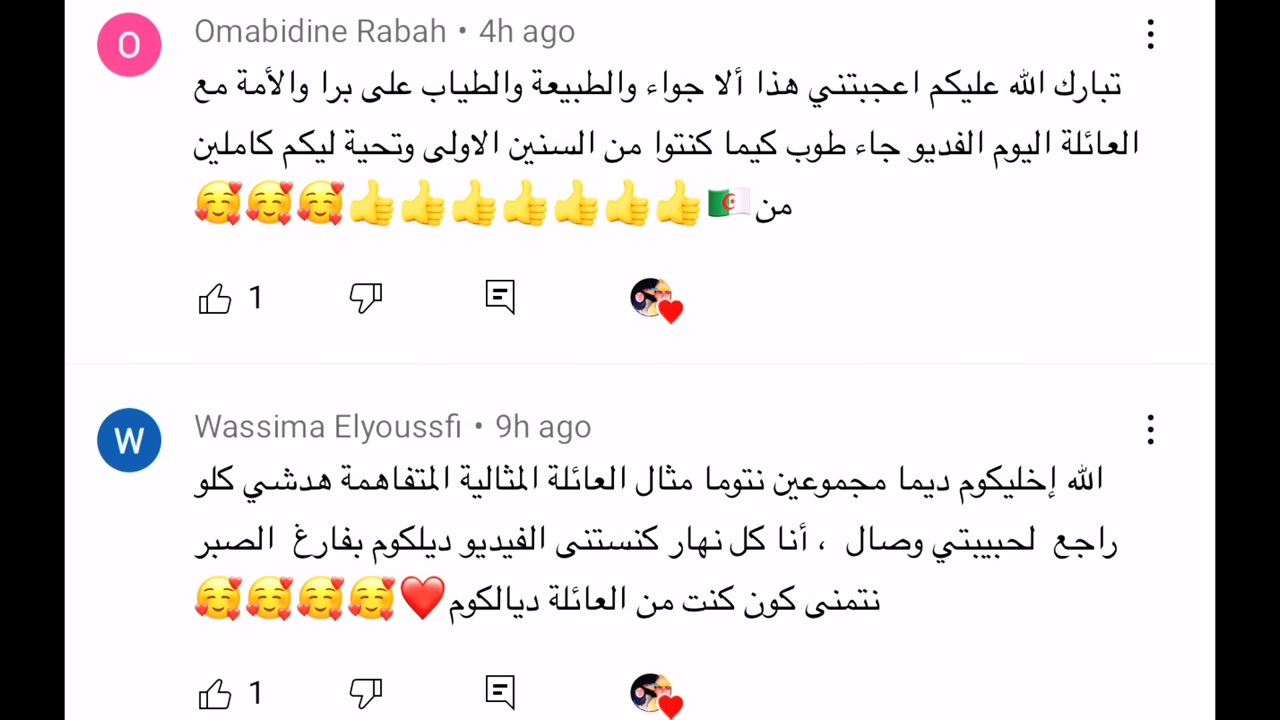 Omabidine Rabah • 4h ago
تبارك الله عليكم اعجبتني هذا ألا جواء والطبيعة والطياب على برا والأمة مع
العائلة اليوم الفديو جاء طوب كيما كنتوا من السنين الاولى وتحية ليكم كاملين
من🇩🇿👍👍👍👍👍👍👍🥰🥰🥰
1
Wassima Elyoussfi • 9h ago
الله إخليكوم ديما مجموعين نتوما مثال العائلة المثالية المتفاهمة هدشي كلو
راجع لحبيبتي وصال ، أنا كل نهار كنستنى الفيديو ديلكوم بفارغ الصبر
نتمنى كون كنت من العائلة ديالكوم❤️🥰🥰🥰🥰
1
O
W